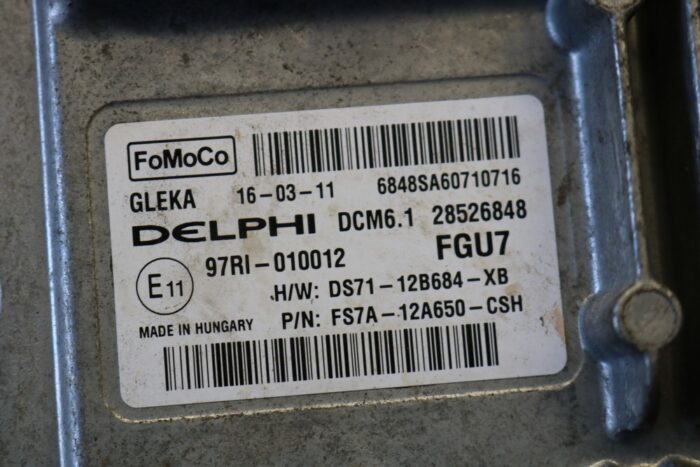 FoMoCo
GLEKA 16-03-11 6848SA60710716
DELPHI DCM6.1 28526848
97RI-010012 FGU7
E11 H/W: DS71-12B684-XB
MADE IN HUNGARY P/N: FS7A-12A650-CSH